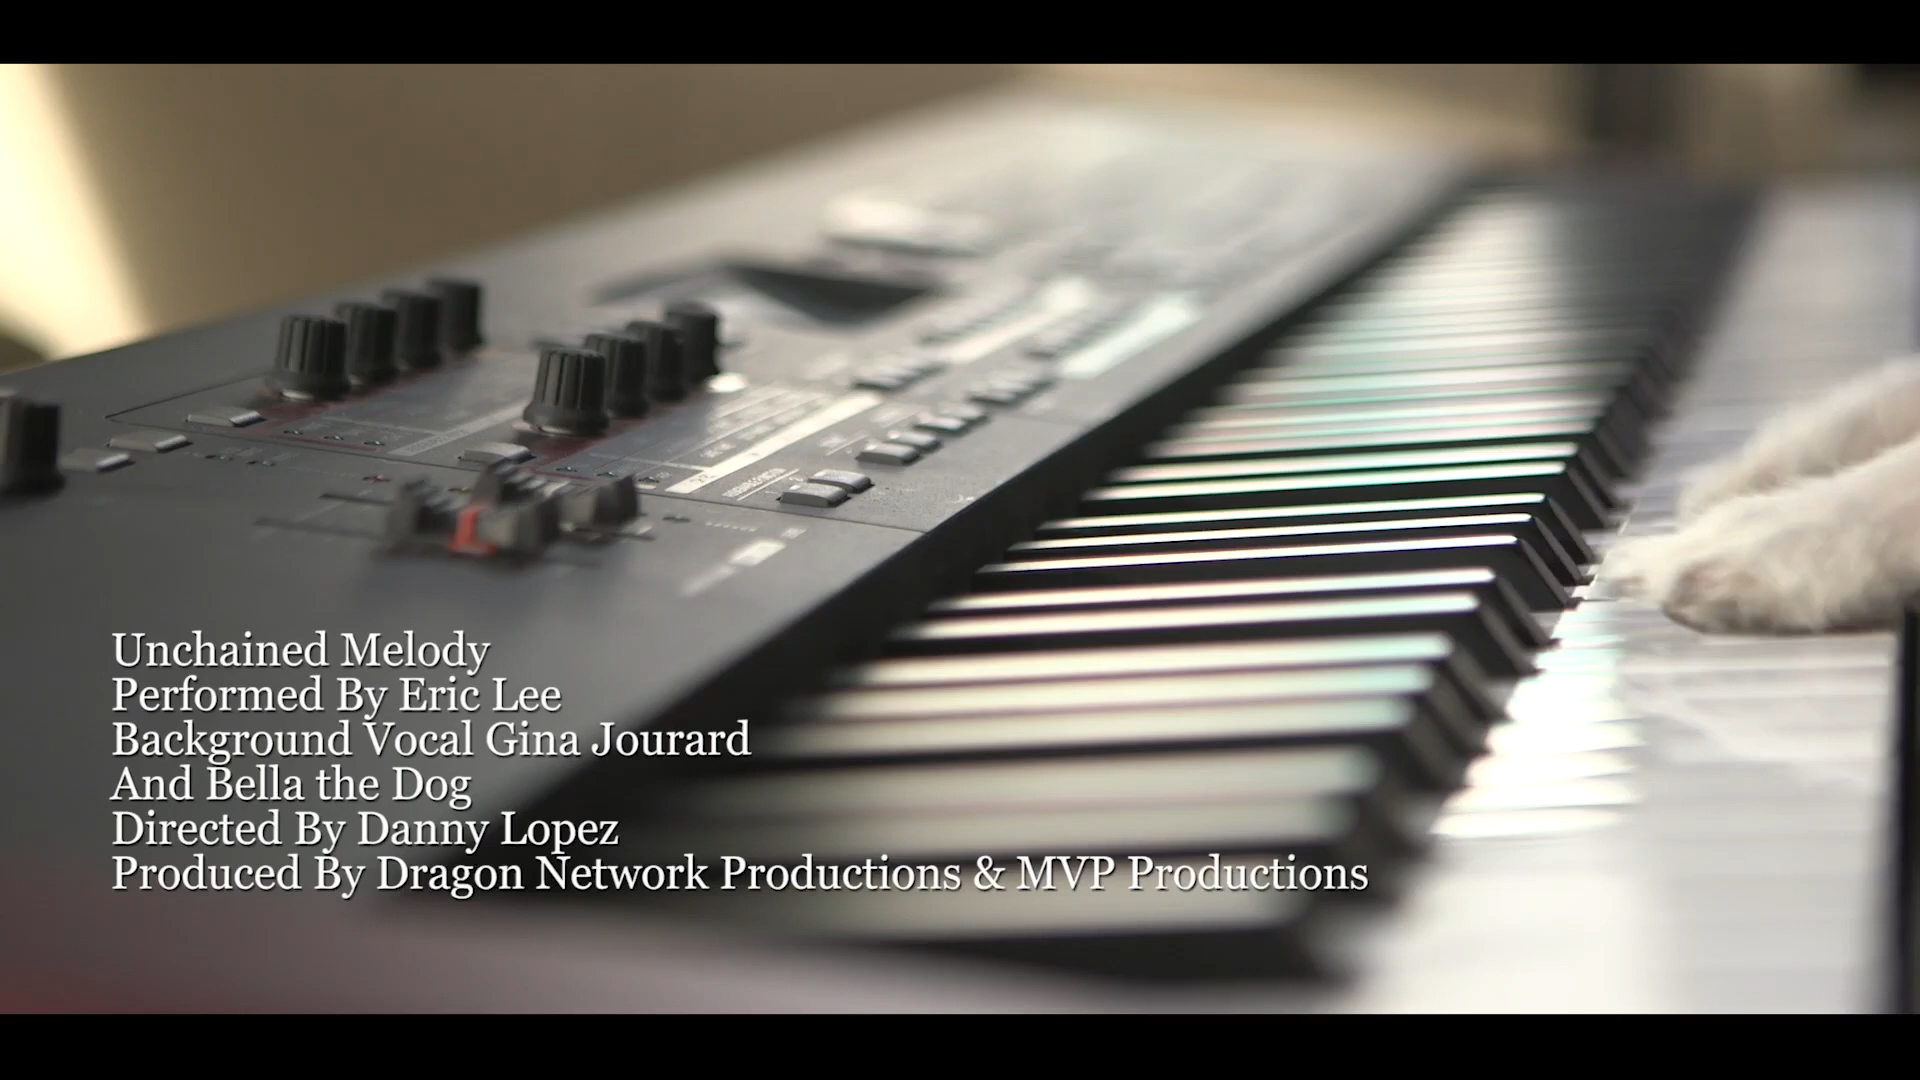 Unchained Melody
Performed By Eric Lee
Background Vocal Gina Jourard
And Bella the Dog
Directed By Danny Lopez
Produced By Dragon Network Productions & MVP Productions